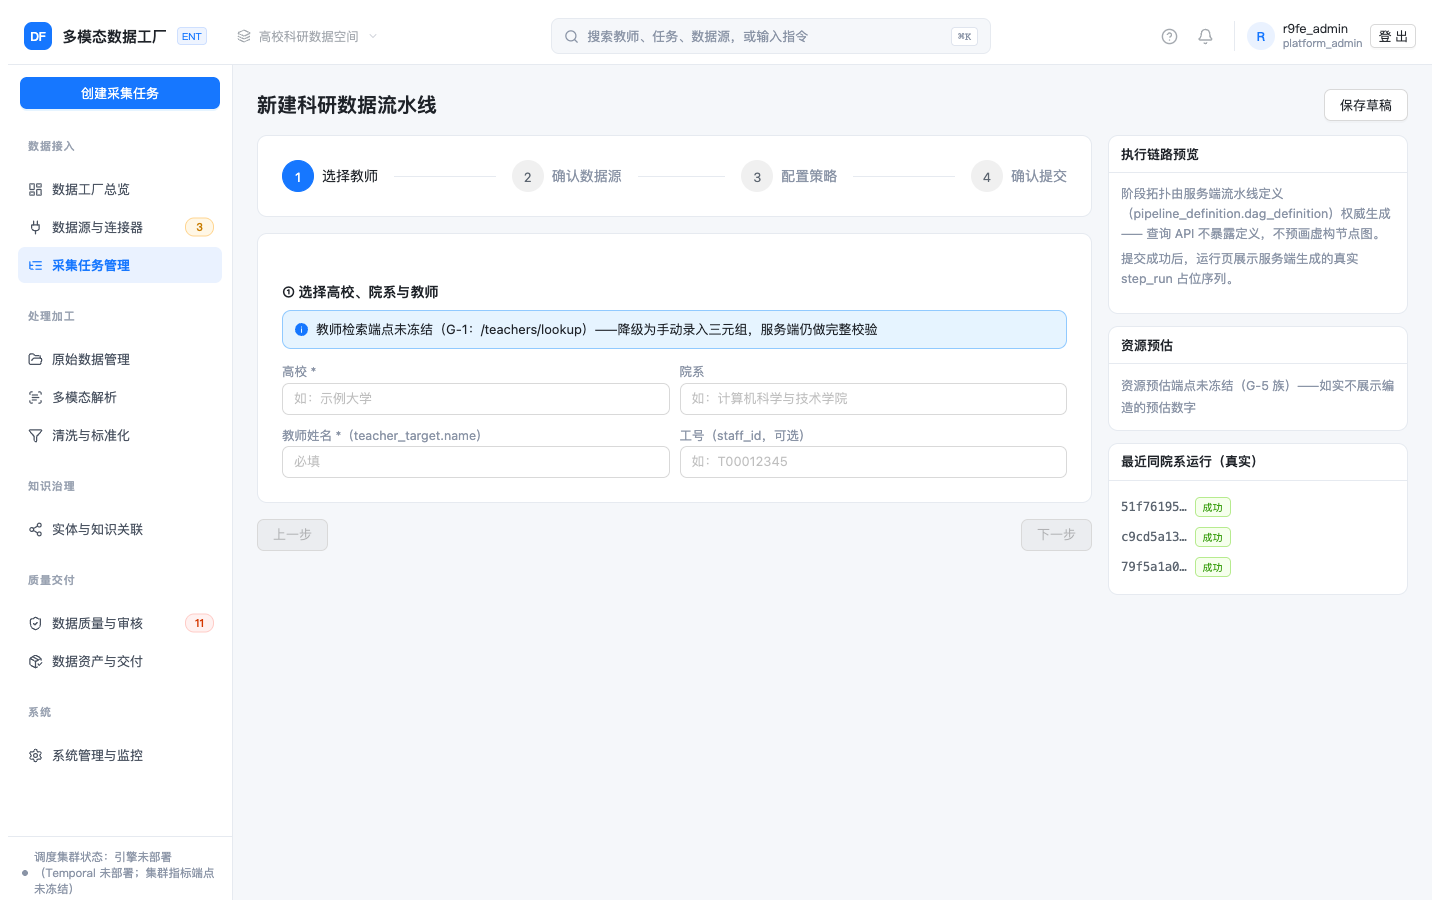 DF 多模态数据工厂 ENT 高校科研数据空间 搜索教师、任务、数据源，或输入指令 ⌘K R r9fe_admin 登 出
platform_admin
创建采集任务
数据接入
数据工厂总览
数据源与连接器 3
采集任务管理
处理加工
原始数据管理
多模态解析
清洗与标准化
知识治理
实体与知识关联
质量交付
数据质量与审核 11
数据资产与交付
系统
系统管理与监控
调度集群状态：引擎未部署
（Temporal 未部署；集群指标端点
未冻结）
新建科研数据流水线 保存草稿
1 选择教师 2 确认数据源 3 配置策略 4 确认提交
① 选择高校、院系与教师
教师检索端点未冻结（G-1：/teachers/lookup）——降级为手动录入三元组，服务端仍做完整校验
高校 * 院系
如：示例大学 如：计算机科学与技术学院
教师姓名 *（teacher_target.name） 工号（staff_id，可选）
必填 如：T00012345
上一步 下一步
执行链路预览
阶段拓扑由服务端流水线定义
（pipeline_definition.dag_definition）权威生成
—— 查询 API 不暴露定义，不预画虚构节点图。
提交成功后，运行页展示服务端生成的真实
step_run 占位序列。
资源预估
资源预估端点未冻结（G-5 族）——如实不展示编
造的预估数字
最近同院系运行（真实）
51f76195… 成功
c9cd5a13… 成功
79f5a1a0… 成功